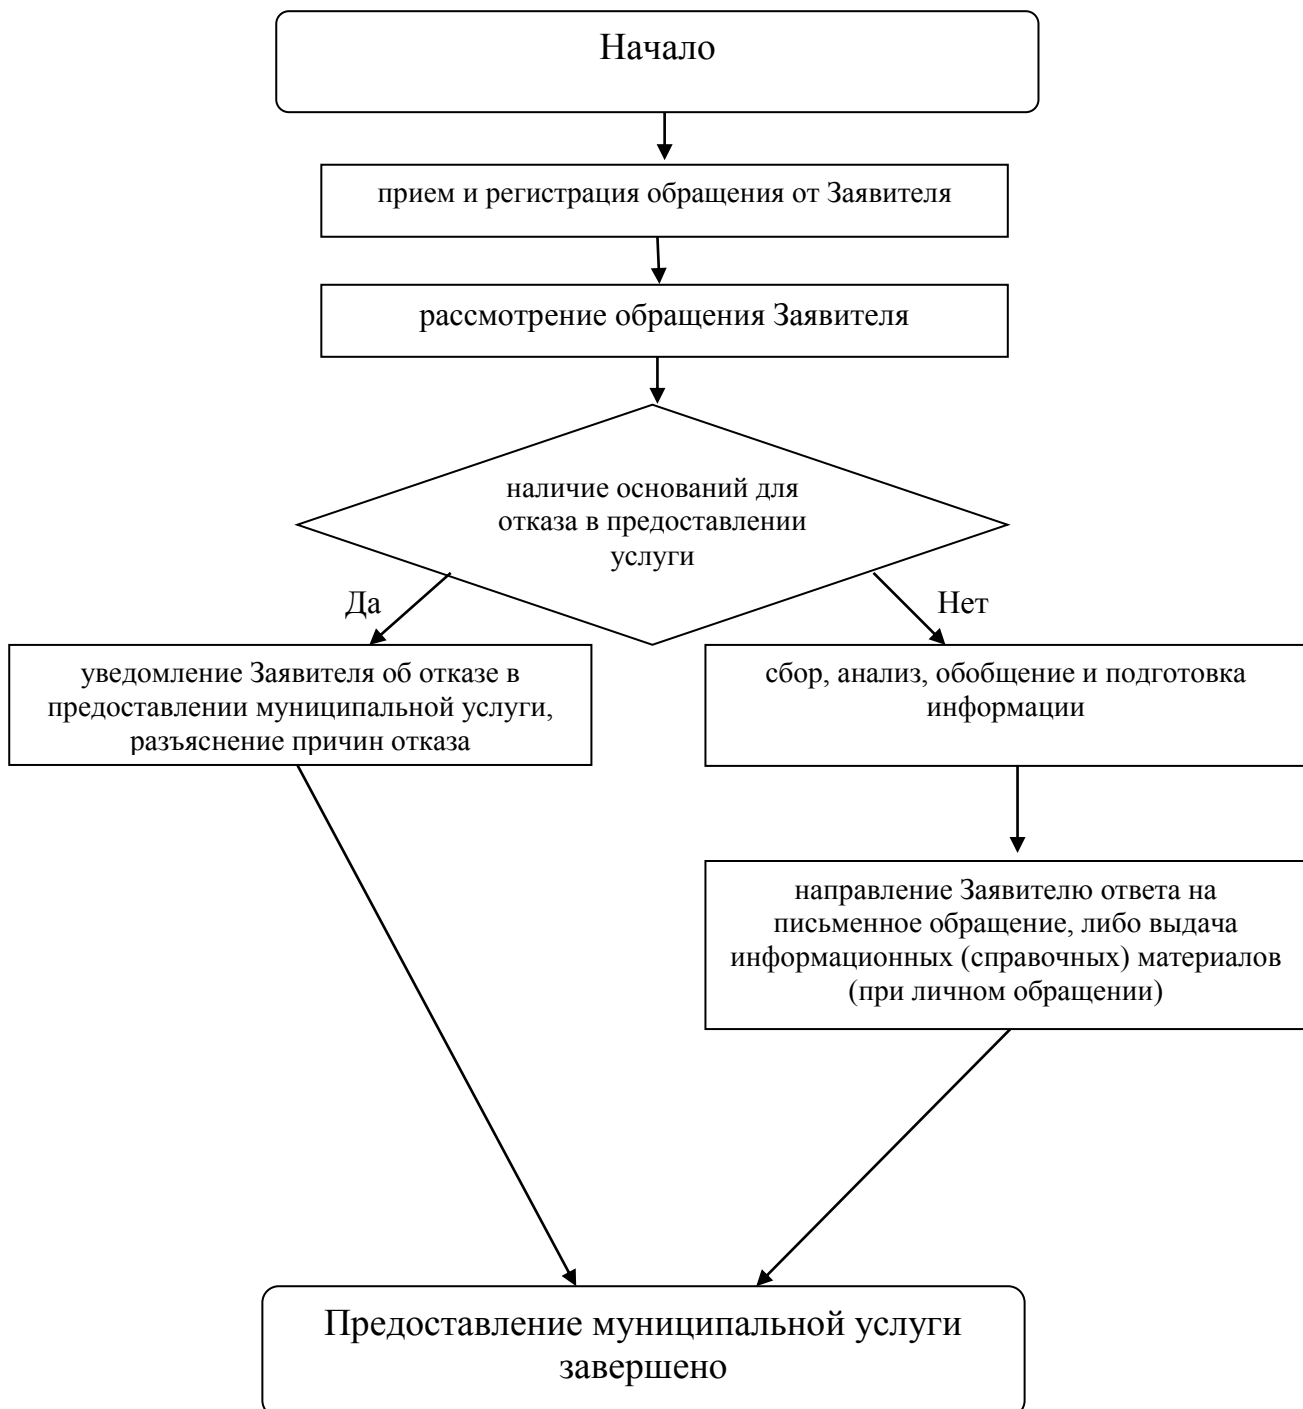 Начало
прием и регистрация обращения от Заявителя
рассмотрение обращения Заявителя
наличие оснований для
отказа в предоставлении
услуги
Да
Нет
уведомление Заявителя об отказе в
предоставлении муниципальной услуги,
разъяснение причин отказа
сбор, анализ, обобщение и подготовка
информации
направление Заявителю ответа на
письменное обращение, либо выдача
информационных (справочных) материалов
(при личном обращении)
Предоставление муниципальной услуги
завершено